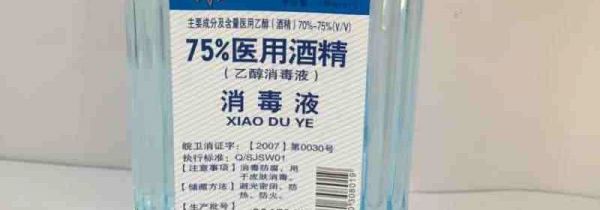 主要成分及含量医用乙醇（酒精）70%-75%(V/V)
75%医用酒精
（乙醇消毒液）
消毒液
XIAO DU YE
皖卫消证字：【2007】第0030号
执行标准：Q/SJSW01
【注意事项】消毒防腐、用
于皮肤消毒。
【储藏方法】避光密闭、防
热、防火。
【生产批号】